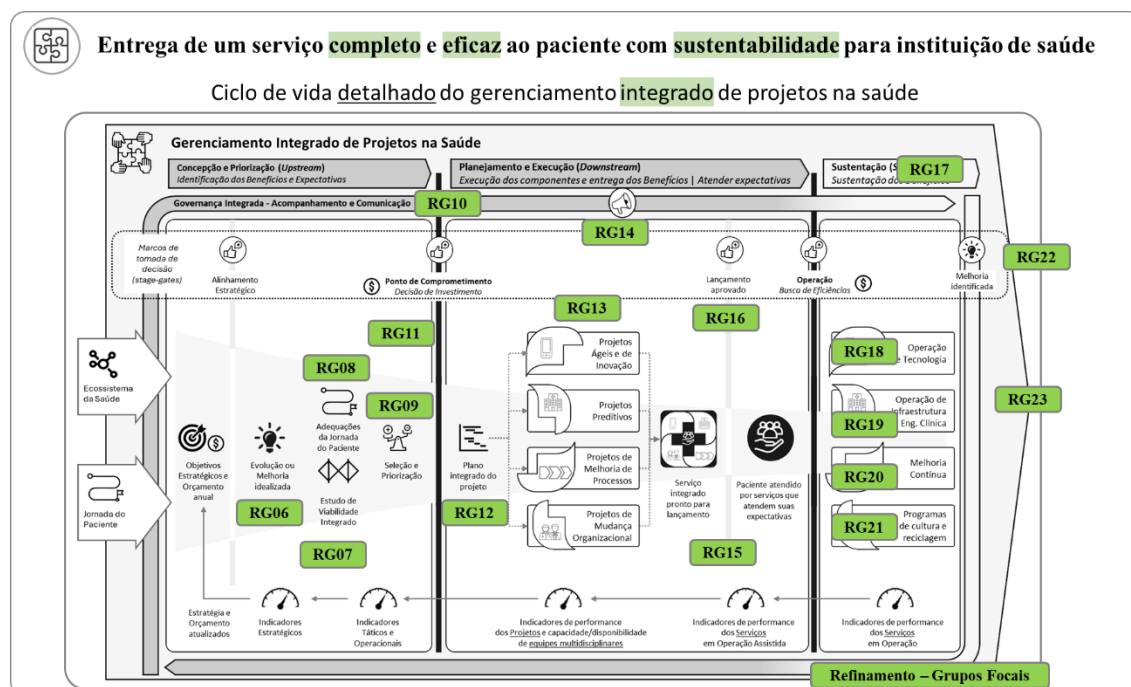 Entrega de um serviço completo e eficaz ao paciente com sustentabilidade para instituição de saúde
Ciclo de vida detalhado do gerenciamento integrado de projetos na saúde
Gerenciamento Integrado de Projetos na Saúde
Concepção e Priorização (Upstream)
Identificação dos Benefícios e Expectativas
Planejamento e Execução (Downstream)
Execução dos componentes e entrega dos Benefícios | Atender expectativas
Sustentação (S
Sustentação dos
RG17
Governança Integrada - Acompanhamento e Comunicação
RG10
RG14
Marcos de
tomada de
decisão
(stage-gates)
Alinhamento
Estratégico
Ponto de Comprometimento
Decisão de Investimento
Lançamento
aprovado
Operação
Busca de Eficiências
Melhoria
identificada
RG22
RG13
RG16
RG11
RG08
RG09
Ecossistema
da Saúde
Jornada do
Paciente
Objetivos
Estratégicos e
Orçamento
anual
Evolução ou
Melhoria
idealizada
RG06
Adequações
da Jornada
do Paciente
Estudo de
Viabilidade
Integrado
RG07
Seleção e
Priorização
Plano
integrado do
projeto
RG12
Projetos
Ágeis e de
Inovação
Projetos
Preditivos
Projetos de
Melhoria de
Processos
Projetos de
Mudança
Organizacional
Serviço
integrado
pronto para
lançamento
Paciente atendido
por serviços que
atendem suas
expectativas
RG15
RG18
Operação
de Tecnologia
RG19
Operação de
Infraestrutura
Eng. Clínica
RG20
Melhoria
Contínua
RG21
Programas
de cultura e
reciclagem
RG23
Estratégia e
Orçamento
atualizados
Indicadores
Estratégicos
Indicadores
Táticos e
Operacionais
Indicadores de performance
dos Projetos e capacidade/disponibilidade
de equipes multidisciplinares
Indicadores de performance
dos Serviços
em Operação Assistida
Indicadores de performance
dos Serviços
em Operação
Refinamento – Grupos Focais